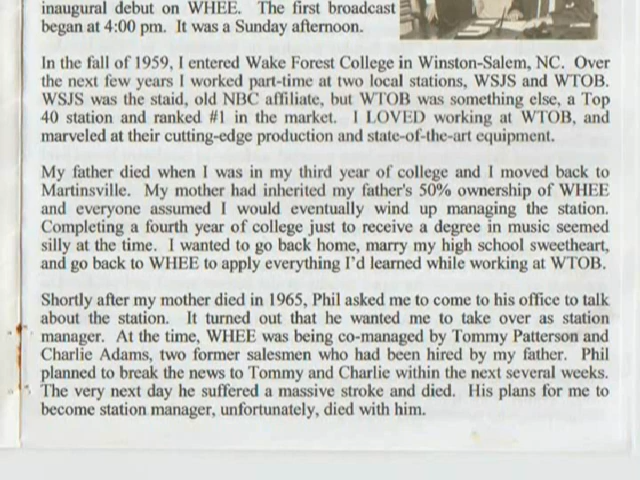 inaugural debut on WHEE. The first broadcast
began at 4:00 pm. It was a Sunday afternoon.
In the fall of 1959, I entered Wake Forest College in Winston-Salem, NC. Over
the next few years I worked part-time at two local stations, WSJS and WTOB.
WSJS was the staid, old NBC affiliate, but WTOB was something else, a Top
40 station and ranked #1 in the market. I LOVED working at WTOB, and
marveled at their cutting-edge production and state-of-the-art equipment.
My father died when I was in my third year of college and I moved back to
Martinsville. My mother had inherited my father's 50% ownership of WHEE
and everyone assumed I would eventually wind up managing the station.
Completing a fourth year of college just to receive a degree in music seemed
silly at the time. I wanted to go back home, marry my high school sweetheart,
and go back to WHEE to apply everything I'd learned while working at WTOB.
Shortly after my mother died in 1965, Phil asked me to come to his office to talk
about the station. It turned out that he wanted me to take over as station
manager. At the time, WHEE was being co-managed by Tommy Patterson and
Charlie Adams, two former salesmen who had been hired by my father. Phil
planned to break the news to Tommy and Charlie within the next several weeks.
The very next day he suffered a massive stroke and died. His plans for me to
become station manager, unfortunately, died with him.